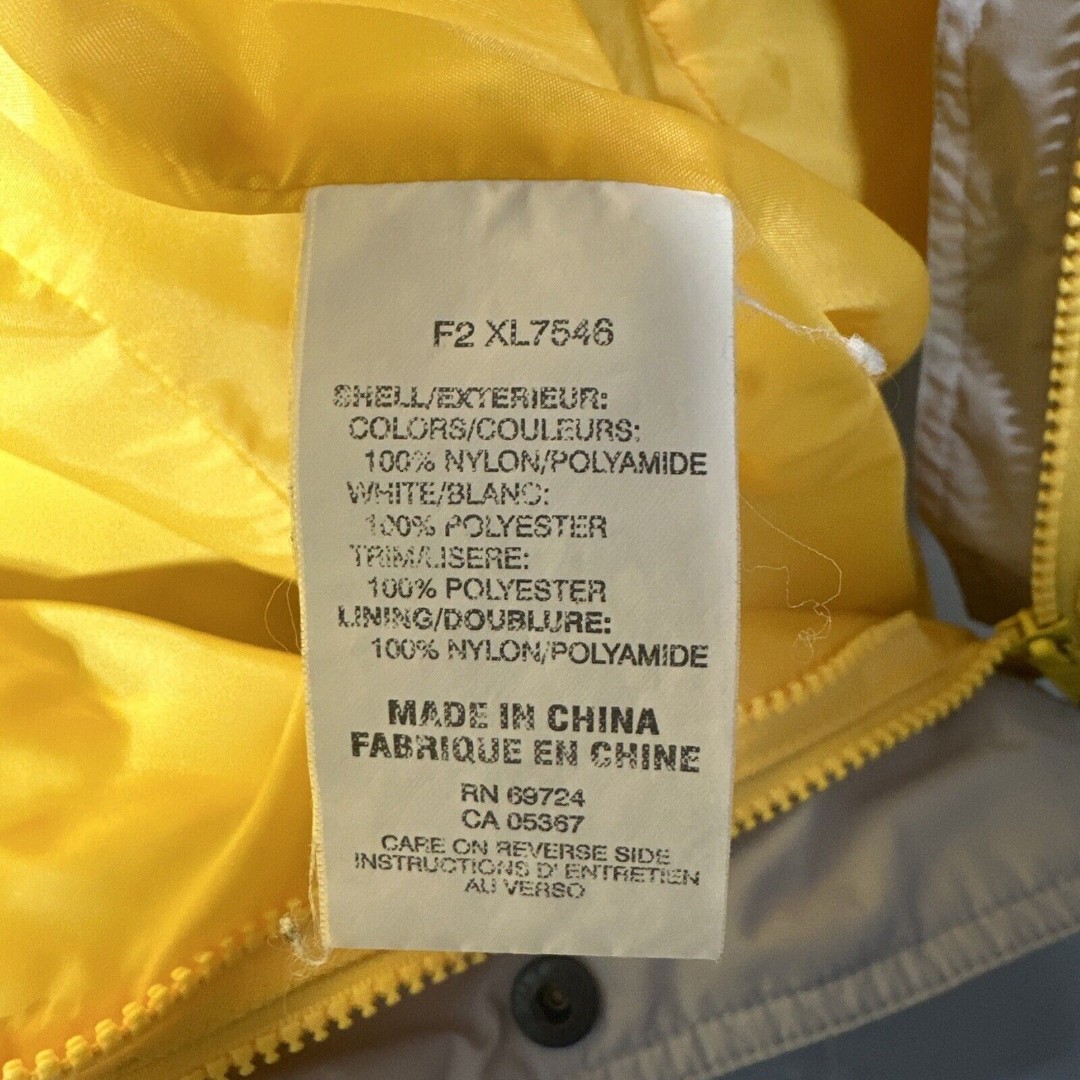 F2 XL7546
SHELL/EXTERIEUR:
COLORS/COULEURS:
100% NYLON/POLYAMIDE
WHITE/BLANC:
100% POLYESTER
TRIM/LISERE:
100% POLYESTER
LINING/DOUBLURE:
100% NYLON/POLYAMIDE
MADE IN CHINA
FABRIQUE EN CHINE
RN 69724
CA 05367
CARE ON REVERSE SIDE
INSTRUCTIONS D' ENTRETIEN
AU VERSO